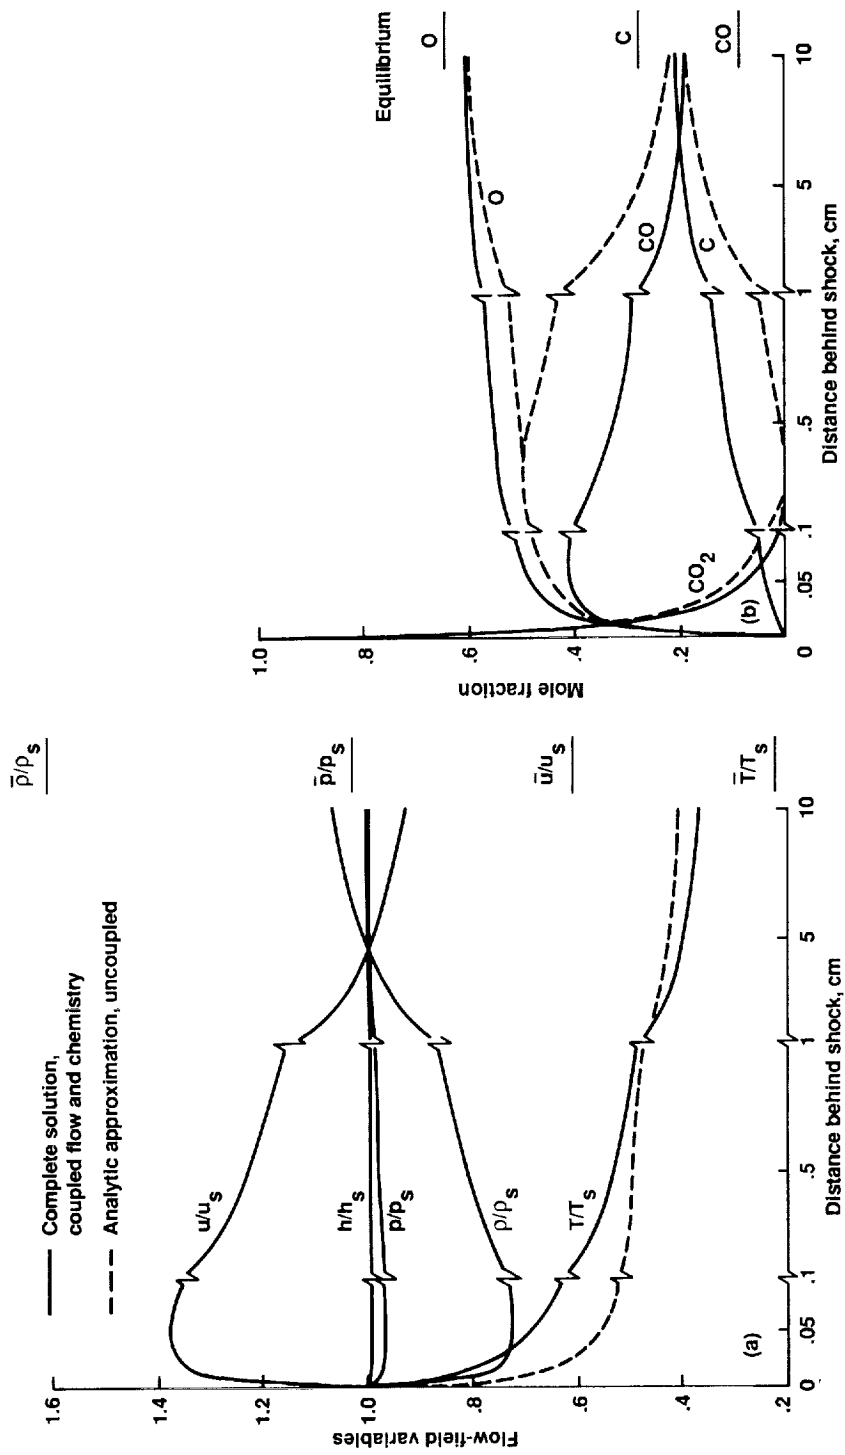 Complete solution,
coupled flow and chemistry
Analytic approximation, uncoupled
ρ̄/ρs
p̄/ps
ū/us
T̄/Ts
1.6
1.4
1.2
1.0
.8
.6
.4
.2
Flow-field variables
u/us
h/hs
p/ps
ρ/ρs
T/Ts
(a)
0
.05
.1
.5
1
5
10
Distance behind shock, cm
Equilibrium
O
C
CO
1.0
.8
.6
.4
.2
Mole fraction
O
CO
C
CO2
(b)
0
.05
.1
.5
1
5
10
Distance behind shock, cm